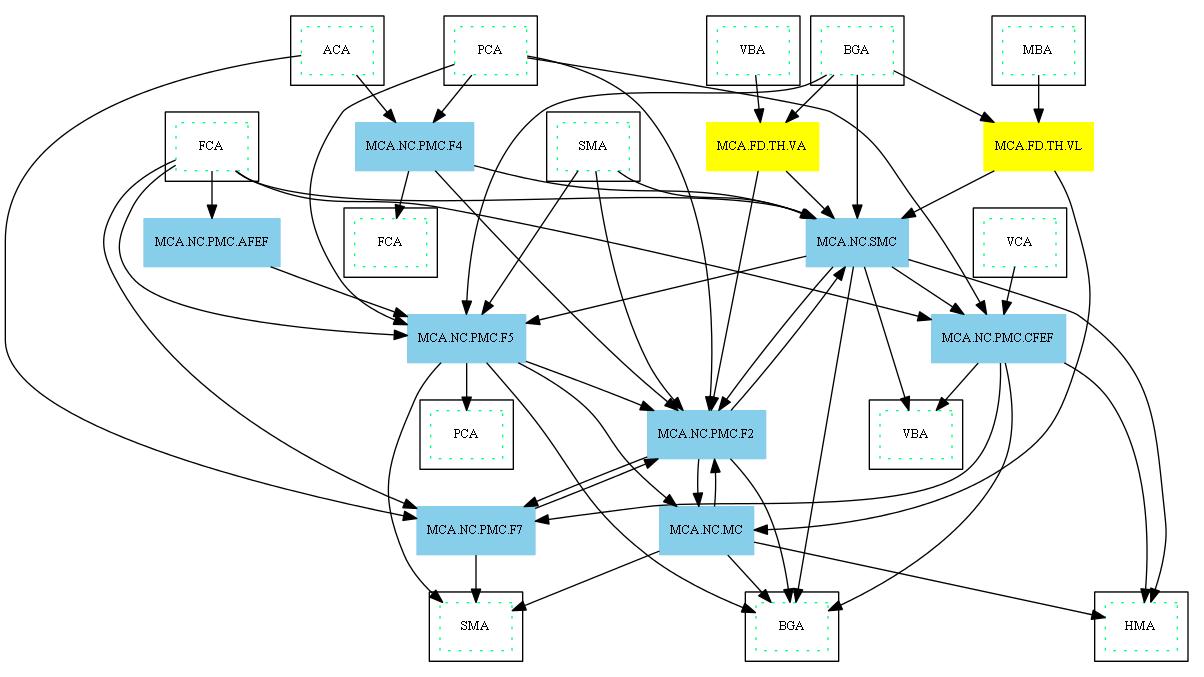 ACA
PCA
VBA
BGA
MBA
FCA
MCA.NC.PMC.F4
SMA
MCA.FD.TH.VA
MCA.FD.TH.VL
MCA.NC.PMC.AFEF
FCA
MCA.NC.SMC
VCA
MCA.NC.PMC.F5
MCA.NC.PMC.CFEF
PCA
MCA.NC.PMC.F2
VBA
MCA.NC.PMC.F7
MCA.NC.MC
SMA
BGA
HMA